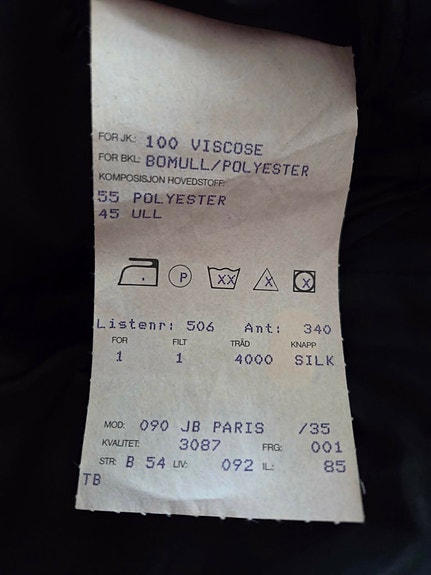 FOR JK: 100 VISCOSE
FOR BKL: BOMULL/POLYESTER
KOMPOSISJON HOVEDSTOFF:
55 POLYESTER
45 ULL
P XX X X
Listenr: 506 Ant: 340
FOR FILT TRÅD KNAPP
1 1 4000 SILK
MOD: 090 JB PARIS /35
KVALITET: 3087 FRG: 001
STR: B 54 LIV: 092 IL.: 85
TB